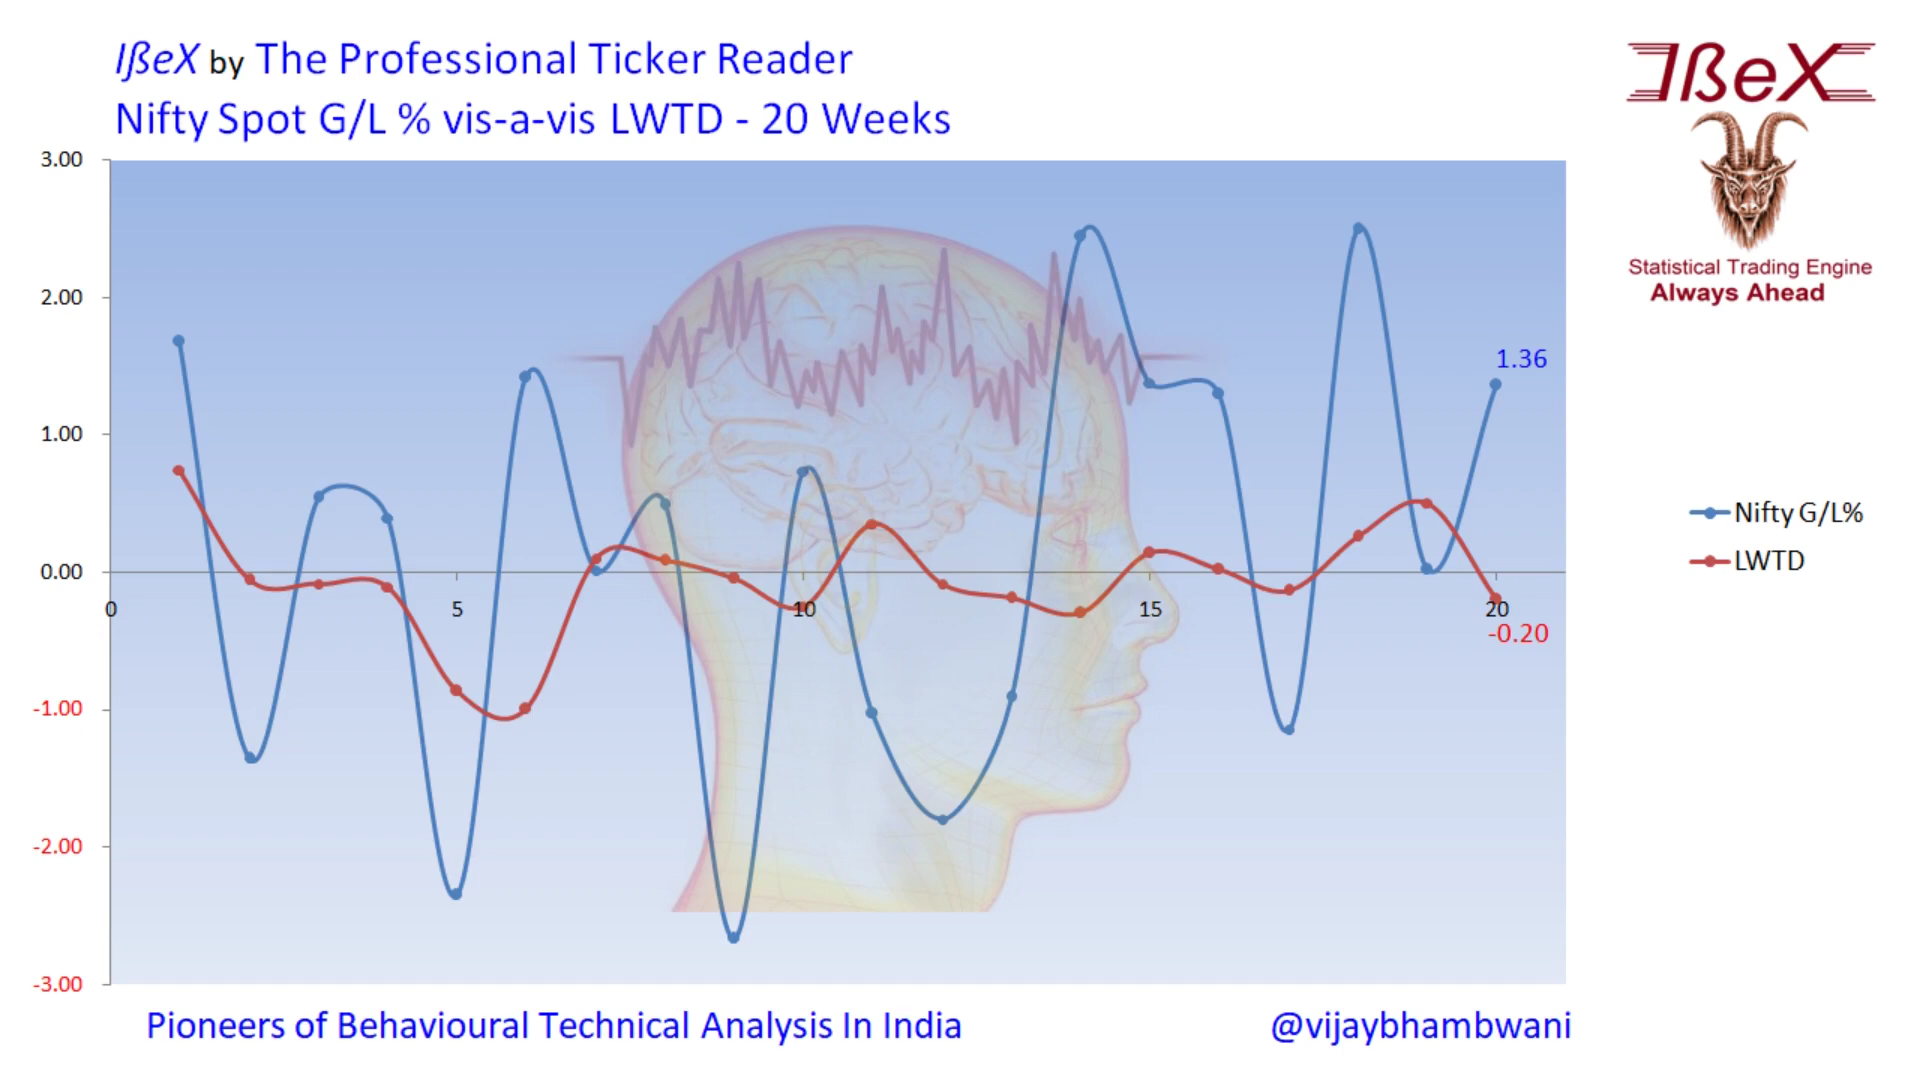 IßeX by The Professional Ticker Reader
Nifty Spot G/L % vis-a-vis LWTD - 20 Weeks
IßeX
Statistical Trading Engine
Always Ahead
3.00
2.00
1.00
0.00
-1.00
-2.00
-3.00
0
5
10
15
20
1.36
-0.20
Nifty G/L%
LWTD
Pioneers of Behavioural Technical Analysis In India
@vijaybhambwani